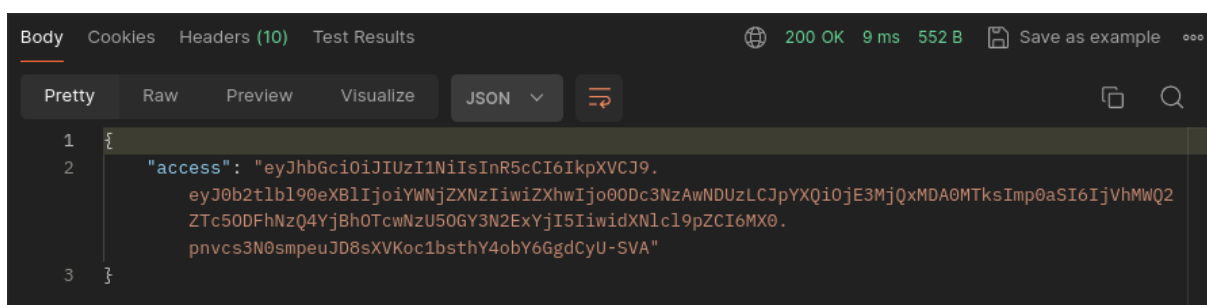 Body Cookies Headers (10) Test Results 200 OK 9 ms 552 B Save as example
Pretty Raw Preview Visualize JSON
1 {
2 "access": "eyJhbGciOiJIUzI1NiIsInR5cCI6IkpXVCJ9.
eyJ0b2tlbl90eXBlIjoiYWNjZXNzIiwiZXhwIjo0ODc3NzAwNDUzLCJpYXQiOjE3MjQxMDA0MTksImp0aSI6IjVhMWQ2
ZTc5ODFhNzQ4YjBhOTcwNzU5OGY3N2ExYjI5IiwidXNlcl9pZCI6MX0.
pnvcs3N0smpeuJD8sXVKoc1bsthY4obY6GgdCyU-SVA"
3 }